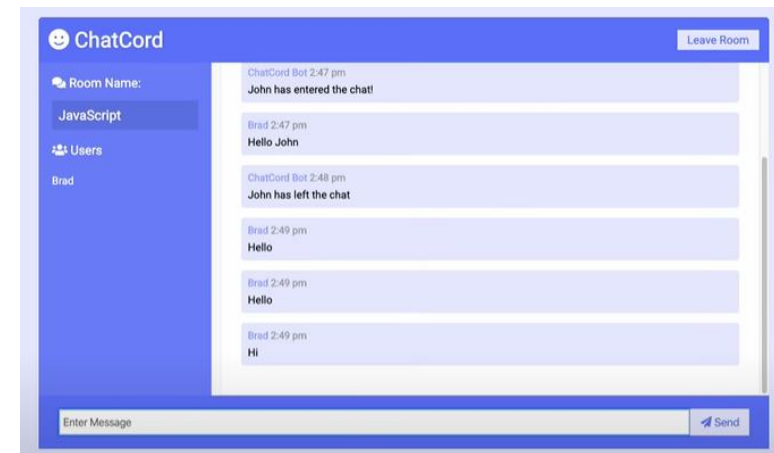 ChatCord
Leave Room
Room Name:
JavaScript
Users
Brad
ChatCord Bot 2:47 pm
John has entered the chat!
Brad 2:47 pm
Hello John
ChatCord Bot 2:48 pm
John has left the chat
Brad 2:49 pm
Hello
Brad 2:49 pm
Hello
Brad 2:49 pm
Hi
Enter Message
Send